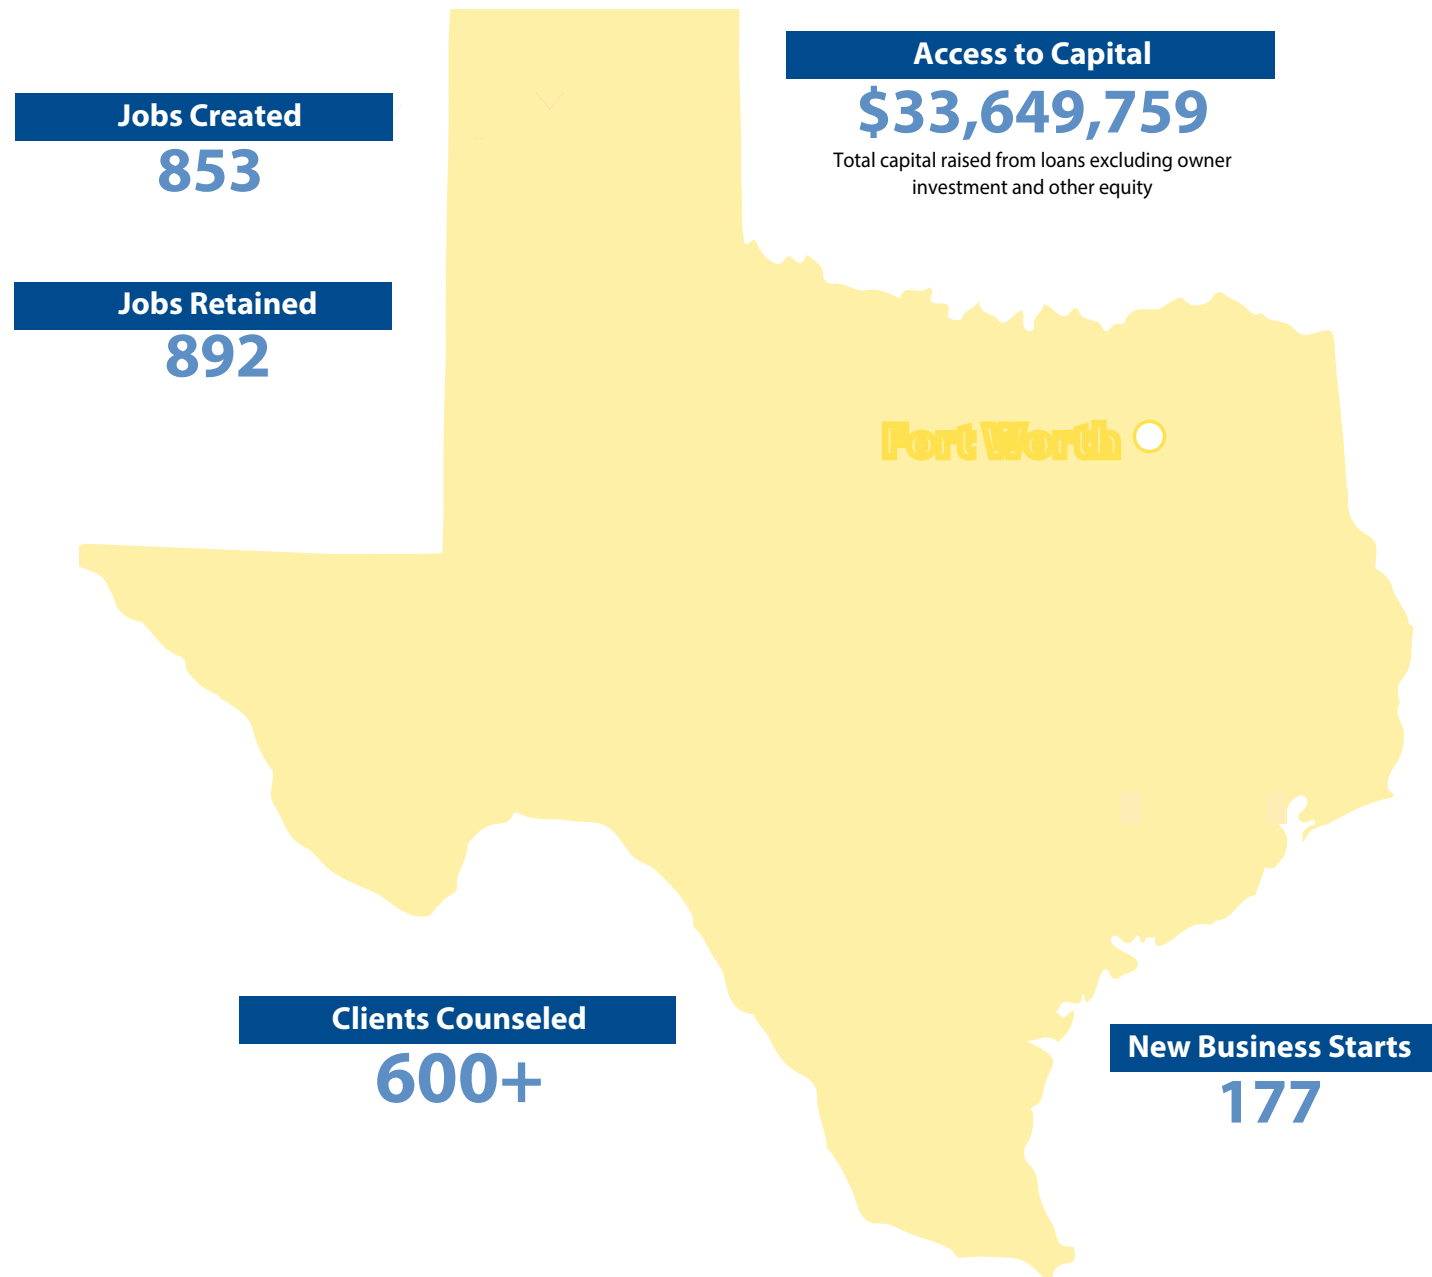 Access to Capital
$33,649,759
Total capital raised from loans excluding owner
investment and other equity
Jobs Created
853
Jobs Retained
892
Fort Worth
Clients Counseled
600+
New Business Starts
177